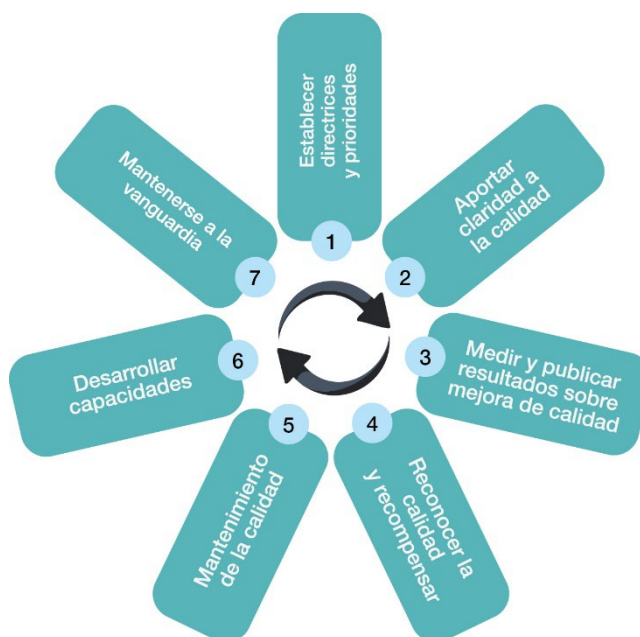 1
Establecer
directrices
y prioridades
2
Aportar
claridad a
la calidad
3
Medir y publicar
resultados sobre
mejora de calidad
4
Reconocer la
calidad
y recompensar
5
Mantenimiento
de la calidad
6
Desarrollar
capacidades
7
Mantenerse a la
vanguardia